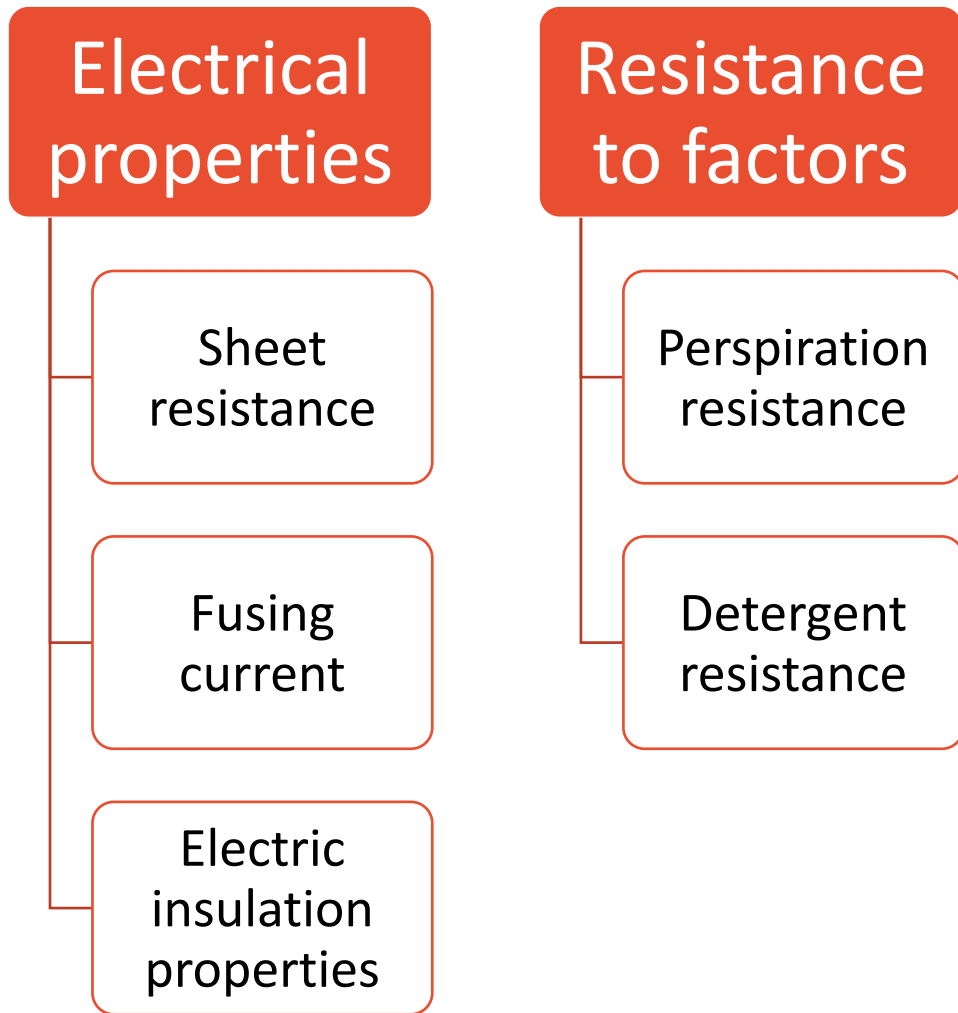 Electrical
properties
Sheet
resistance
Fusing
current
Electric
insulation
properties
Resistance
to factors
Perspiration
resistance
Detergent
resistance